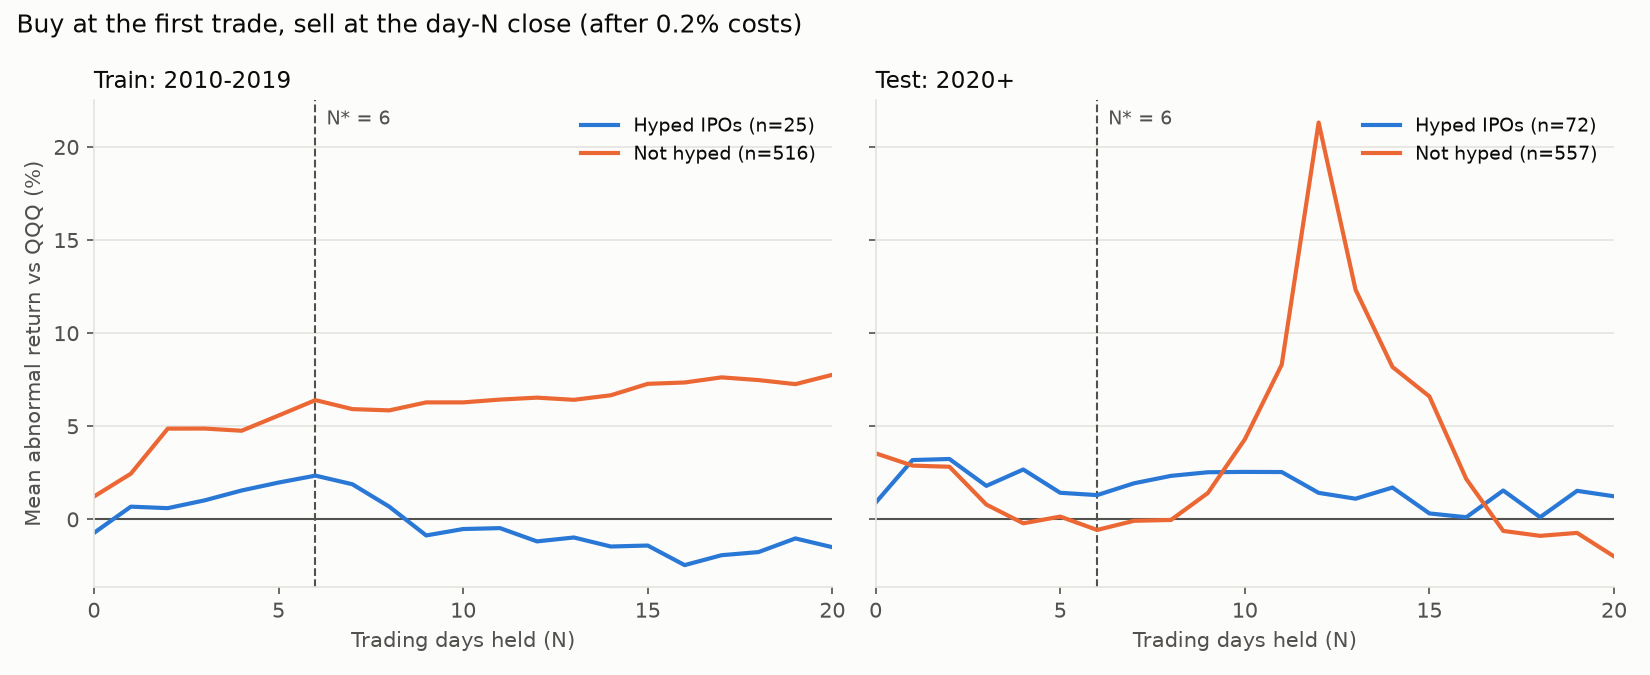 Buy at the first trade, sell at the day-N close (after 0.2% costs)
Train: 2010-2019
N* = 6
Hyped IPOs (n=25)
Not hyped (n=516)
Mean abnormal return vs QQQ (%)
20
15
10
5
0
0 5 10 15 20
Trading days held (N)
Test: 2020+
N* = 6
Hyped IPOs (n=72)
Not hyped (n=557)
0 5 10 15 20
Trading days held (N)